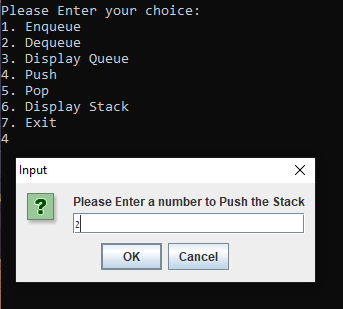 Please Enter your choice:
1. Enqueue
2. Dequeue
3. Display Queue
4. Push
5. Pop
6. Display Stack
7. Exit
4
Input
?
Please Enter a number to Push the Stack
2
OK
Cancel